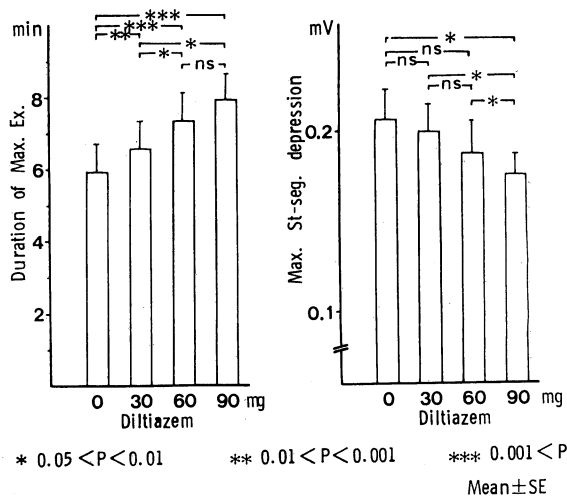 min
***
***
**
*
*
ns
Duration of Max. Ex.
8
6
4
2
0 30 60 90 mg
Diltiazem
mV
*
ns
ns
*
ns
*
Max. St-seg. depression
0.2
0.1
0 30 60 90 mg
Diltiazem
* 0.05 <P<0.01 ** 0.01 <P<0.001 *** 0.001 <P
Mean±SE